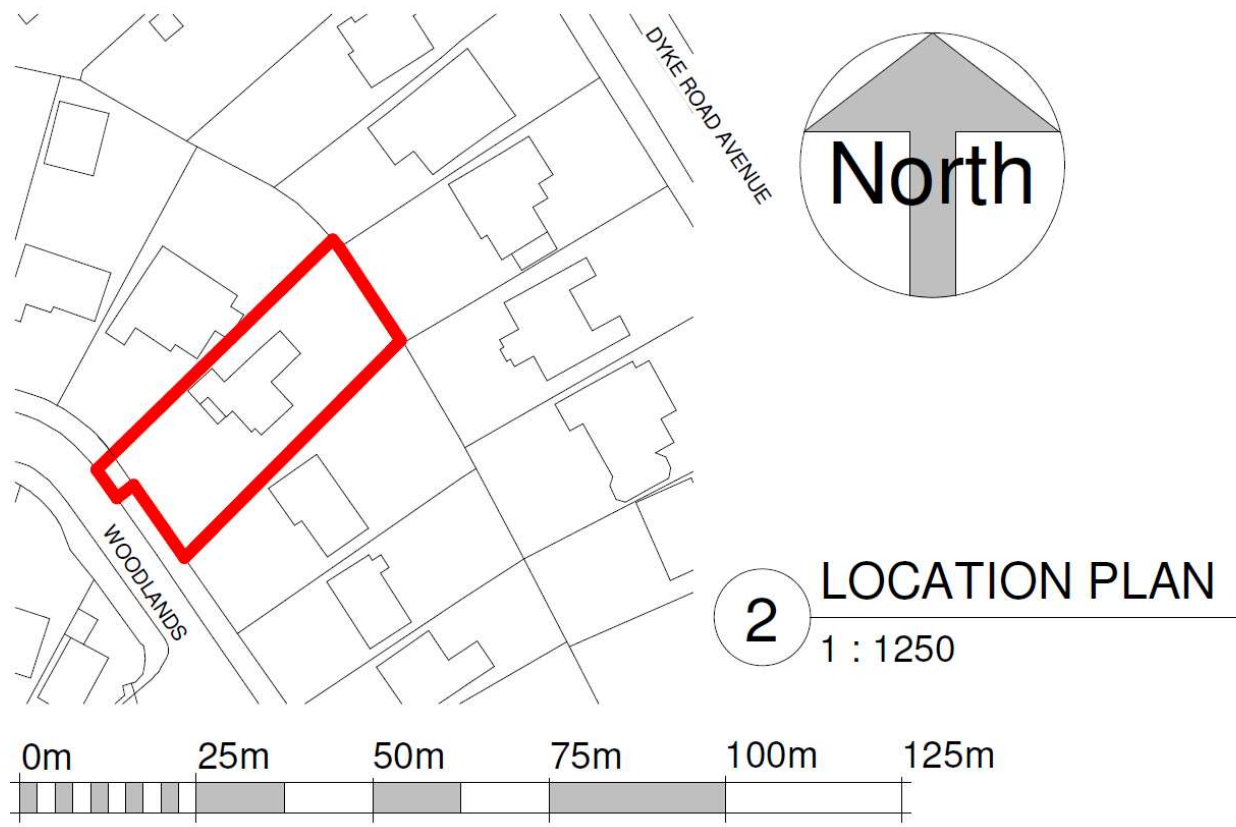 DYKE ROAD AVENUE
North
WOODLANDS
2
LOCATION PLAN
1 : 1250
0m 25m 50m 75m 100m 125m